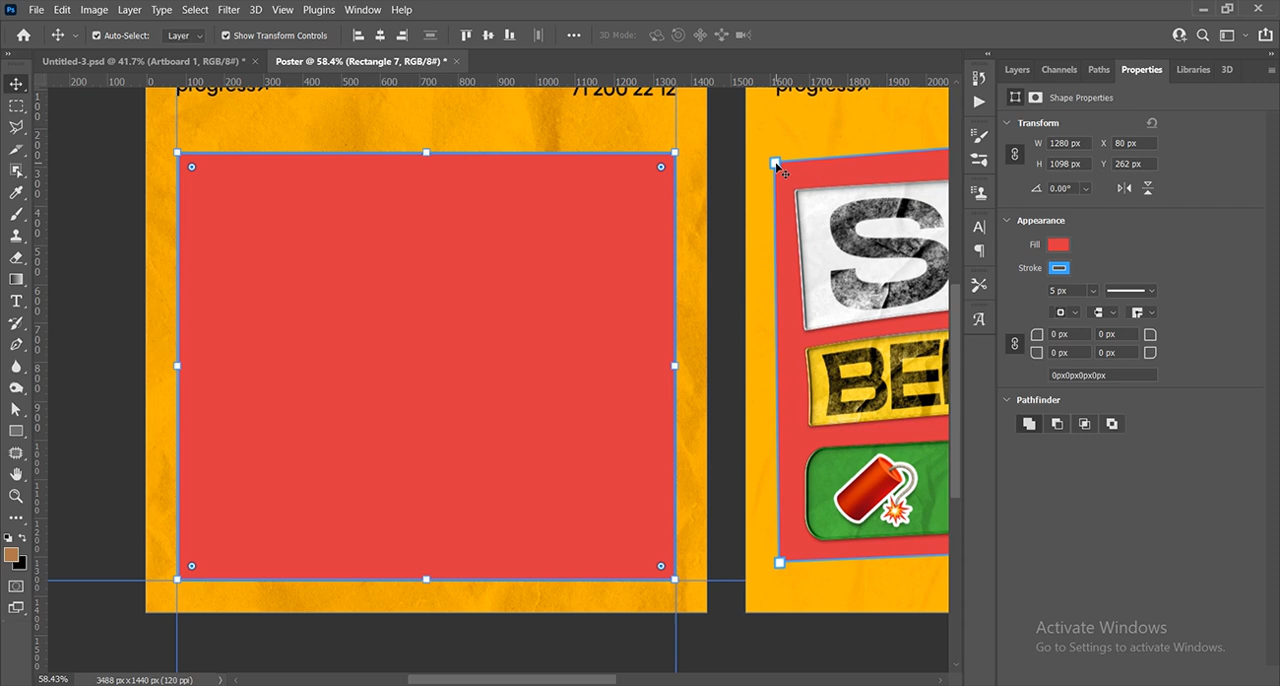 Ps File Edit Image Layer Type Select Filter 3D View Plugins Window Help
Auto-Select: Layer Show Transform Controls 3D Mode:
Untitled-3.psd @ 41.7% (Artboard 1, RGB/8#) * × Poster @ 58.4% (Rectangle 7, RGB/8#) * ×
200 100 0 100 200 300 400 500 600 700 800 900 1000 1100 1200 1300 1400 1500 1600 1700 1800 1900 2000
Layers Channels Paths Properties Libraries 3D
progress
71 200 22 12
progress
Shape Properties
Transform
W 1280 px X 80 px
H 1098 px Y 262 px
0.00°
Appearance
Fill
Stroke
5 px
0 px 0 px
0 px 0 px
0px0px0px0px
Pathfinder
S
BE
Activate Windows
Go to Settings to activate Windows.
58.43% 3488 px x 1440 px (120 ppi)